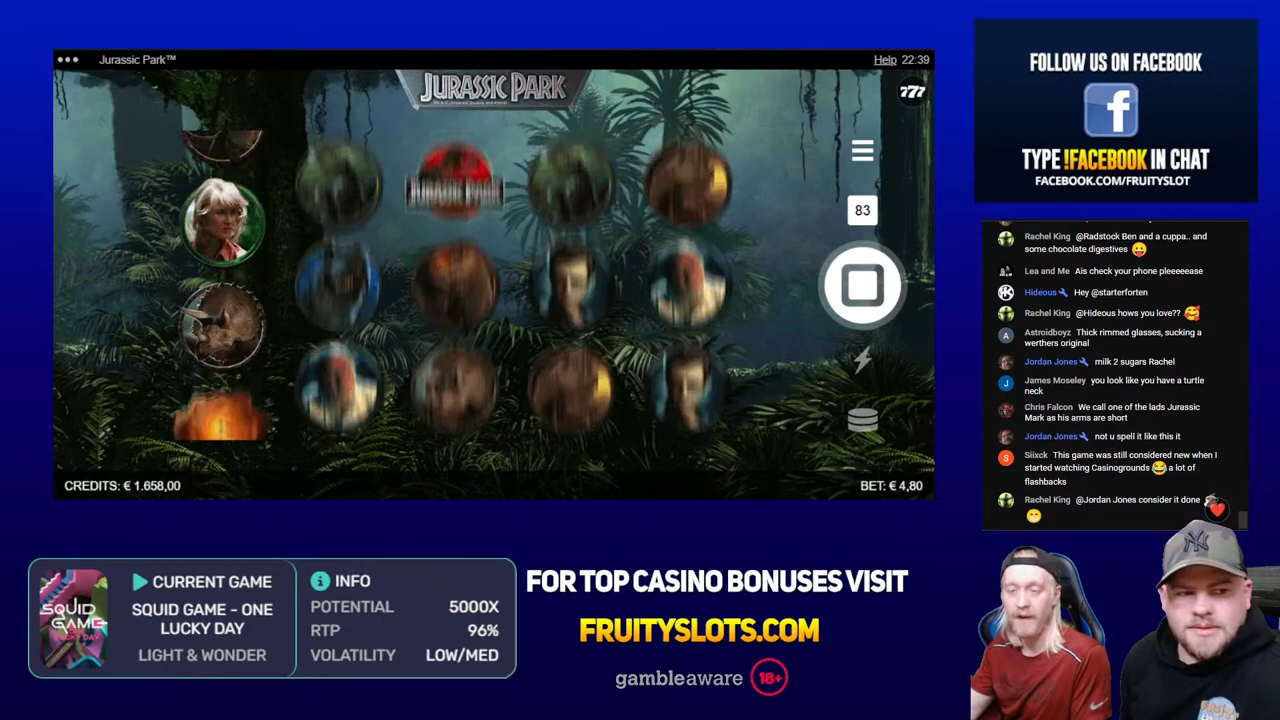 Jurassic Park™
Help 22:39
JURASSIC PARK
777
JURASSIC PARK
83
CREDITS: € 1.658,00
BET: € 4,80
FOLLOW US ON FACEBOOK
f
TYPE !FACEBOOK IN CHAT
FACEBOOK.COM/FRUITYSLOT
Rachel King @Radstock Ben and a cuppa.. and
some chocolate digestives
Lea and Me Ais check your phone pleeeease
Hideous Hey @starterforten
Rachel King @Hideous hows you love??
Astroidboyz Thick rimmed glasses, sucking a
werthers original
Jordan Jones milk 2 sugars Rachel
James Moseley you look like you have a turtle
neck
Chris Falcon We call one of the lads Jurassic
Mark as his arms are short
Jordan Jones not u spell it like this it
Siixck This game was still considered new when I
started watching Casinogrounds a lot of
flashbacks
Rachel King @Jordan Jones consider it done
CURRENT GAME
SQUID GAME - ONE
LUCKY DAY
LIGHT & WONDER
SQUID
GAME
INFO
POTENTIAL 5000X
RTP 96%
VOLATILITY LOW/MED
FOR TOP CASINO BONUSES VISIT
FRUITYSLOTS.COM
gambleaware 18+